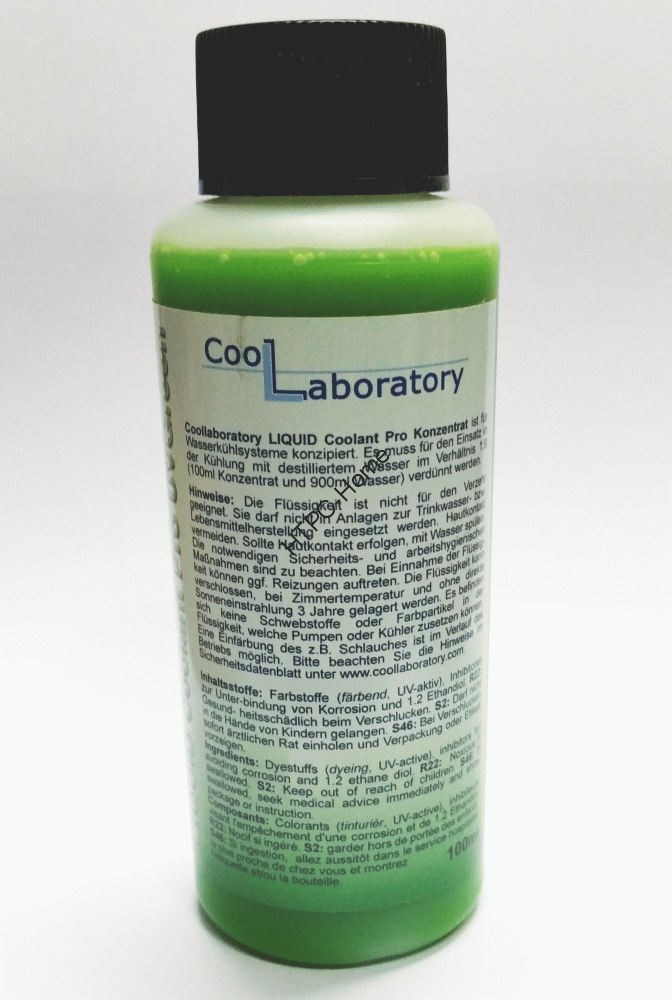 Coo
Laboratory
Coollaboratory LIQUID Coolant Pro Konzentrat ist für
Wasserkühlsysteme konzipiert. Es muss für den Einsatz in
der Kühlung mit destilliertem Wasser im Verhältnis 1:9
(100ml Konzentrat und 900ml Wasser) verdünnt werden.
Hinweise: Die Flüssigkeit ist nicht für den Verzehr
geeignet. Sie darf nicht in Anlagen zur Trinkwasser- bzw.
Lebensmittelherstellung eingesetzt werden. Hautkontakt
vermeiden. Sollte Hautkontakt erfolgen, mit Wasser spülen.
Die notwendigen Sicherheits- und arbeitshygienischen
Maßnahmen sind zu beachten. Bei Einnahme der Flüssig-
keit können ggf. Reizungen auftreten. Die Flüssigkeit kann
verschlossen, bei Zimmertemperatur und ohne direkte
Sonneneinstrahlung 3 Jahre gelagert werden. Es befinden
sich keine Schwebstoffe oder Farbpartikel in der
Flüssigkeit, welche Pumpen oder Kühler zusetzen können.
Eine Einfärbung des z.B. Schlauches ist im Verlauf des
Betriebs möglich. Bitte beachten Sie die Hinweise im
Sicherheitsdatenblatt unter www.coollaboratory.com
Inhaltsstoffe: Farbstoffe (färbend, UV-aktiv), Inhibitoren
zur Unter-bindung von Korrosion und 1.2 Ethandiol. R22:
Gesund- heitsschädlich beim Verschlucken. S2: Darf nicht
in die Hände von Kindern gelangen. S46: Bei Verschlucken
sofort ärztlichen Rat einholen und Verpackung oder Etikett
vorzeigen.
Ingredients: Dyestuffs (dyeing, UV-active), inhibitors
avoiding corrosion and 1.2 ethane diol. R22: Noxious
swallowed. S2: Keep out of reach of children. S46:
swallowed, seek medical advice immediately and show
package or instruction.
Composants: Colorants (tinturièr, UV-active), inhibiteurs
visant l'empêchement d'une corrosion et de 1.2 Ethandiol
R22: Nocif si ingéré. S2: garder hors de portée des enfants
S46: Si ingestion, allez aussitôt dans le service
le plus proche de chez vous et montrez
l'étiquette et/ou la bouteille.
100ml
HTPC-Home